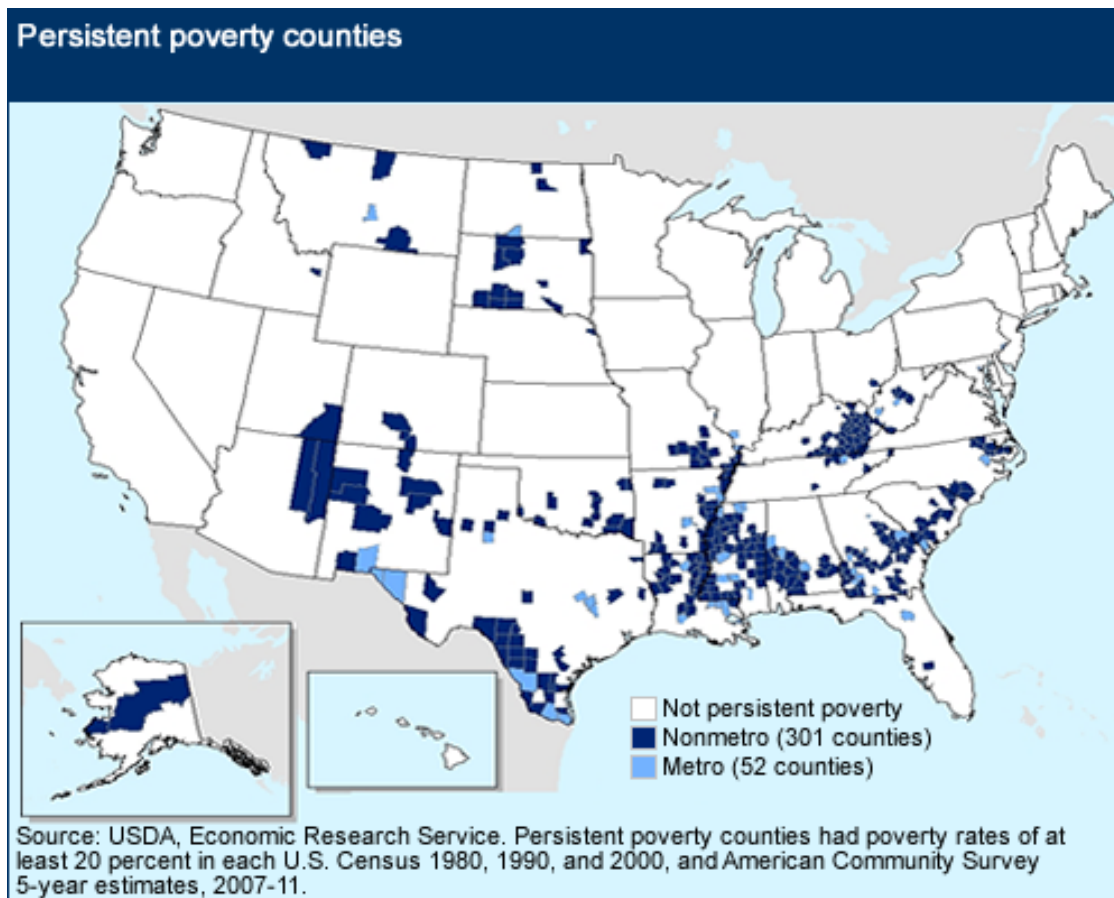 Persistent poverty counties
Not persistent poverty
Nonmetro (301 counties)
Metro (52 counties)
Source: USDA, Economic Research Service. Persistent poverty counties had poverty rates of at
least 20 percent in each U.S. Census 1980, 1990, and 2000, and American Community Survey
5-year estimates, 2007-11.